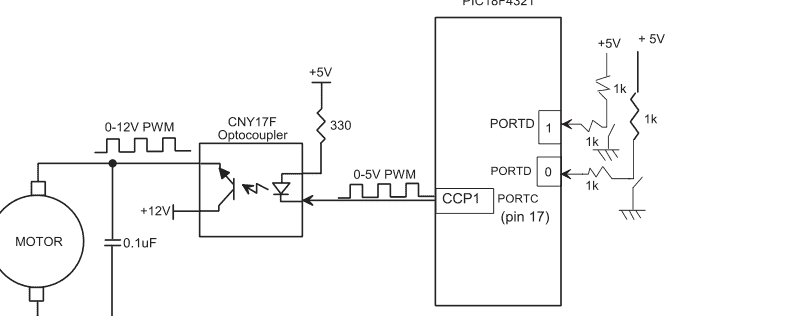 PIC18F4321
+5V
+ 5V
+5V
1k
CNY17F
Optocoupler
0-12V PWM
330
1k
PORTD
1
1k
PORTD
0
0-5V PWM
1k
CCP1
PORTC
(pin 17)
+12V
MOTOR
0.1uF